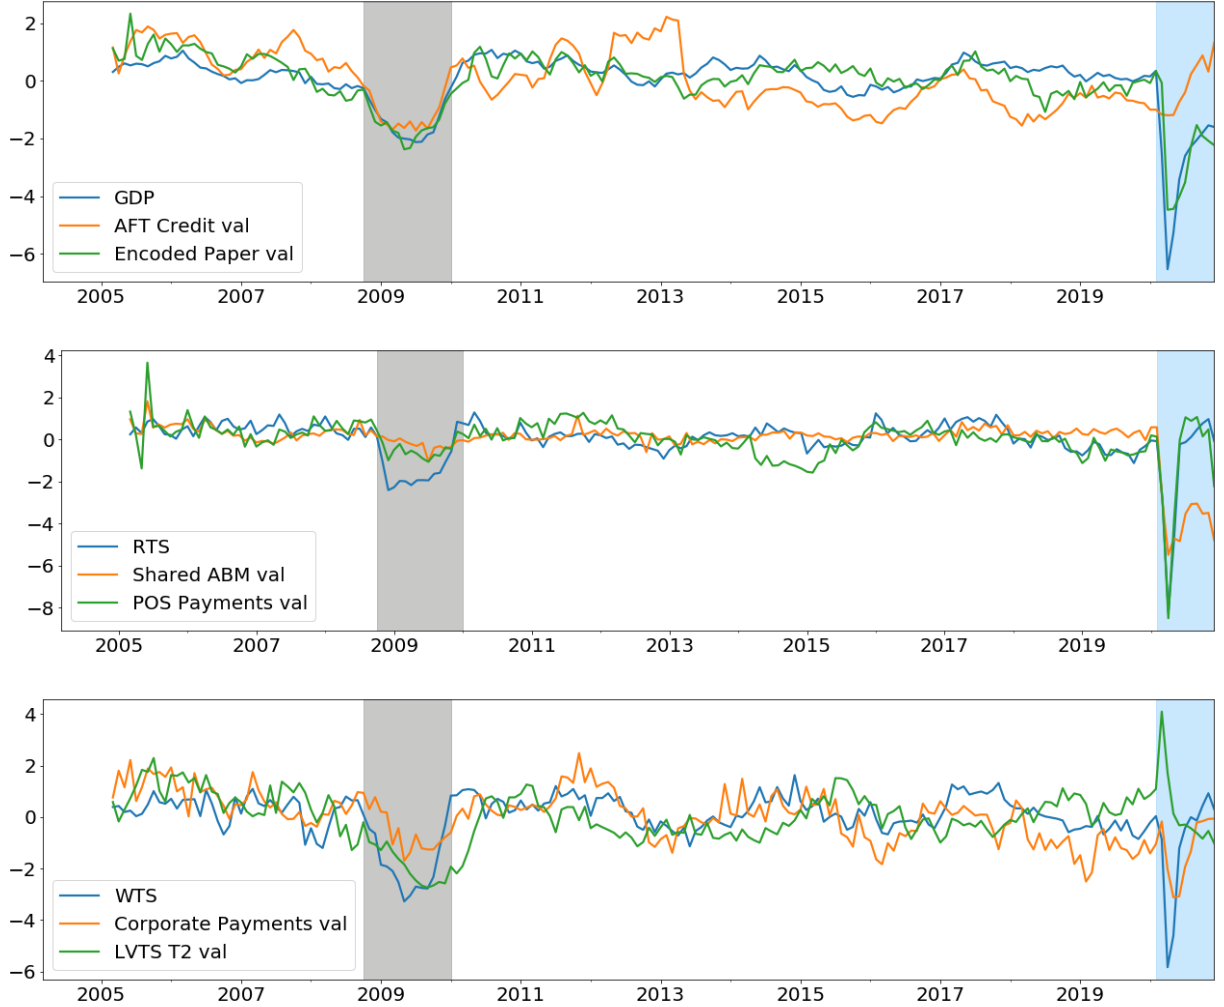 2
0
−2
−4
−6
GDP
AFT Credit val
Encoded Paper val
2005 2007 2009 2011 2013 2015 2017 2019
4
2
0
−2
−4
−6
−8
RTS
Shared ABM val
POS Payments val
2005 2007 2009 2011 2013 2015 2017 2019
4
2
0
−2
−4
−6
WTS
Corporate Payments val
LVTS T2 val
2005 2007 2009 2011 2013 2015 2017 2019